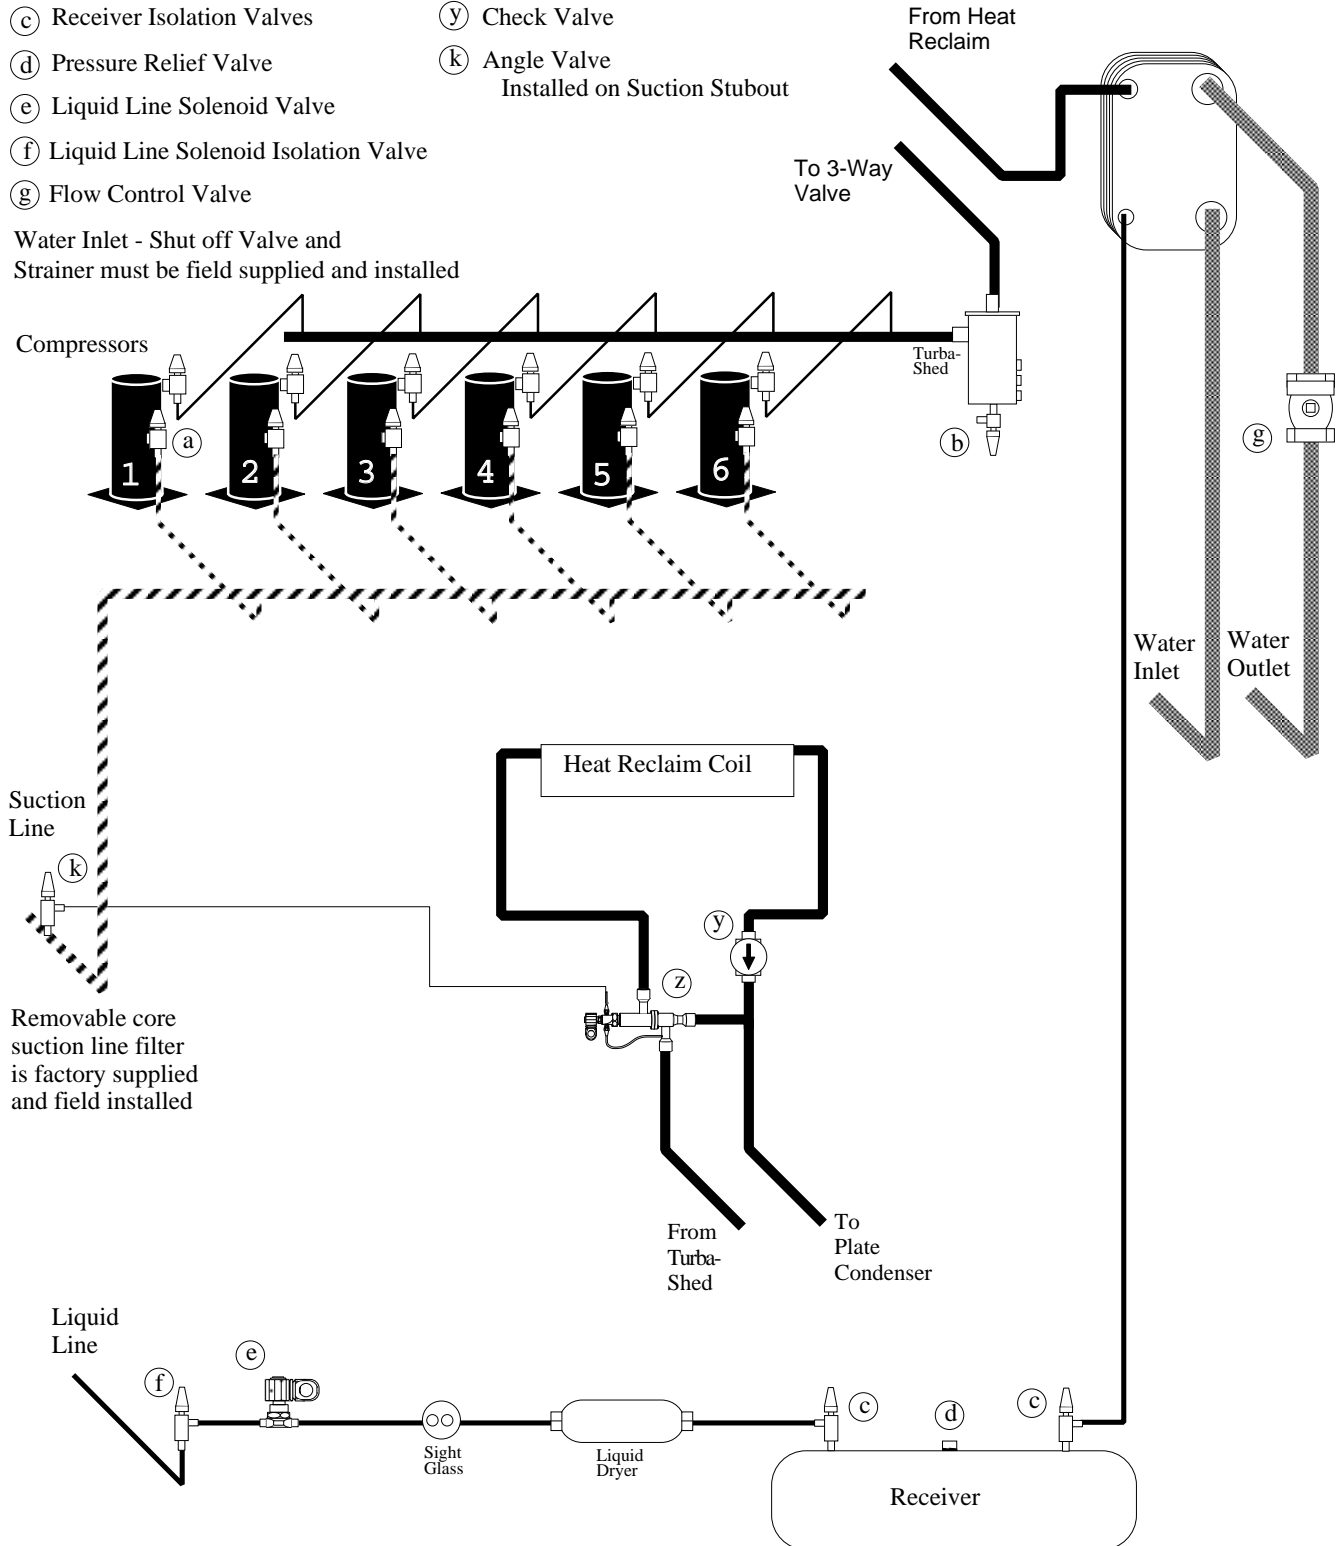 c Receiver Isolation Valves
d Pressure Relief Valve
e Liquid Line Solenoid Valve
f Liquid Line Solenoid Isolation Valve
g Flow Control Valve
y Check Valve
k Angle Valve
Installed on Suction Stubout
Water Inlet - Shut off Valve and
Strainer must be field supplied and installed
From Heat
Reclaim
To 3-Way
Valve
Compressors
Turba-
Shed
a
b
g
1
2
3
4
5
6
Water
Inlet
Water
Outlet
Heat Reclaim Coil
Suction
Line
k
y
z
Removable core
suction line filter
is factory supplied
and field installed
From
Turba-
Shed
To
Plate
Condenser
Liquid
Line
f
e
Sight
Glass
Liquid
Dryer
c
d
c
Receiver